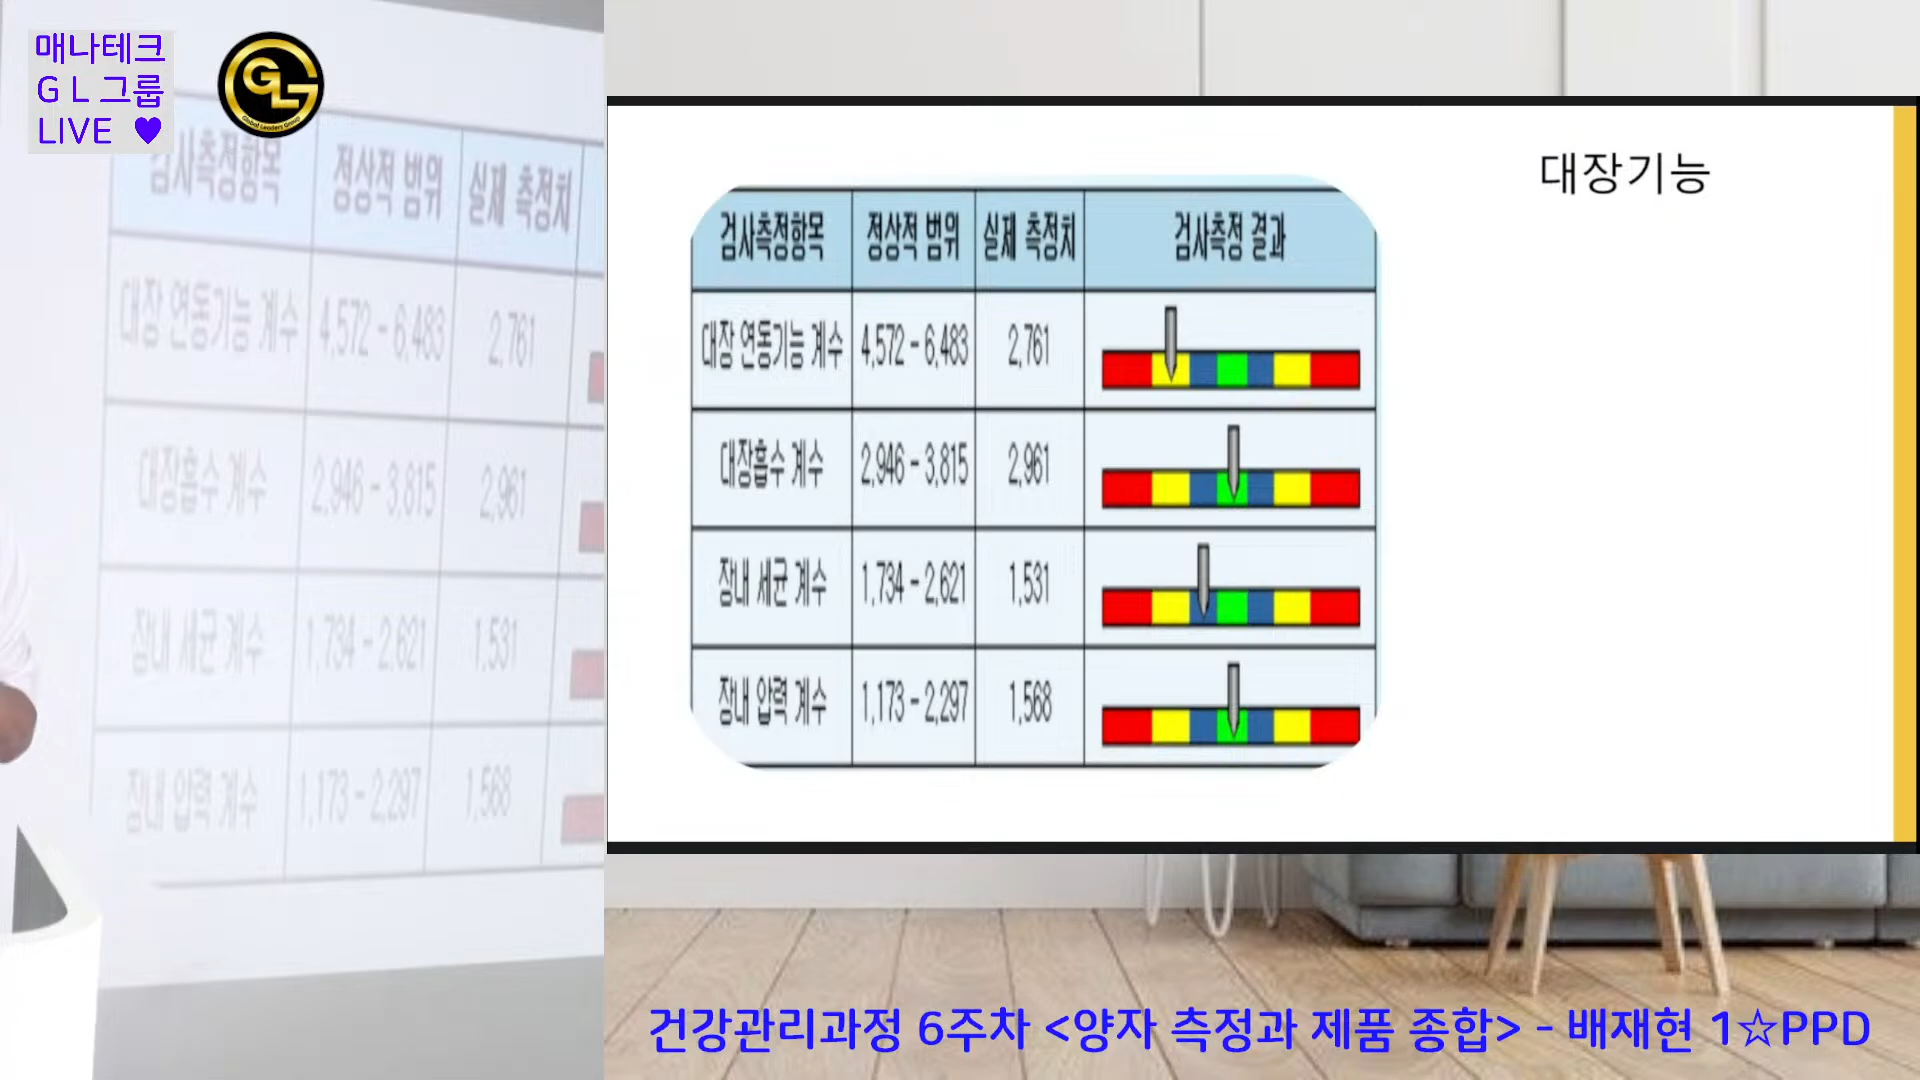 매나테크
G L 그룹
LIVE ♥
GLG
Global Leaders Group
검사측정항목 정상적 범위 실제 측정치
대장 연동기능 계수 4,572 - 6,483 2,761
대장흡수 계수 2,946 - 3,815 2,961
장내 세균 계수 1,734 - 2,621 1,531
장내 압력 계수 1,173 - 2,297 1,568
대장기능
검사측정항목 정상적 범위 실제 측정치 검사측정 결과
대장 연동기능 계수 4,572 - 6,483 2,761
대장흡수 계수 2,946 - 3,815 2,961
장내 세균 계수 1,734 - 2,621 1,531
장내 압력 계수 1,173 - 2,297 1,568
건강관리과정 6주차 <양자 측정과 제품 종합> - 배재현 1☆PPD